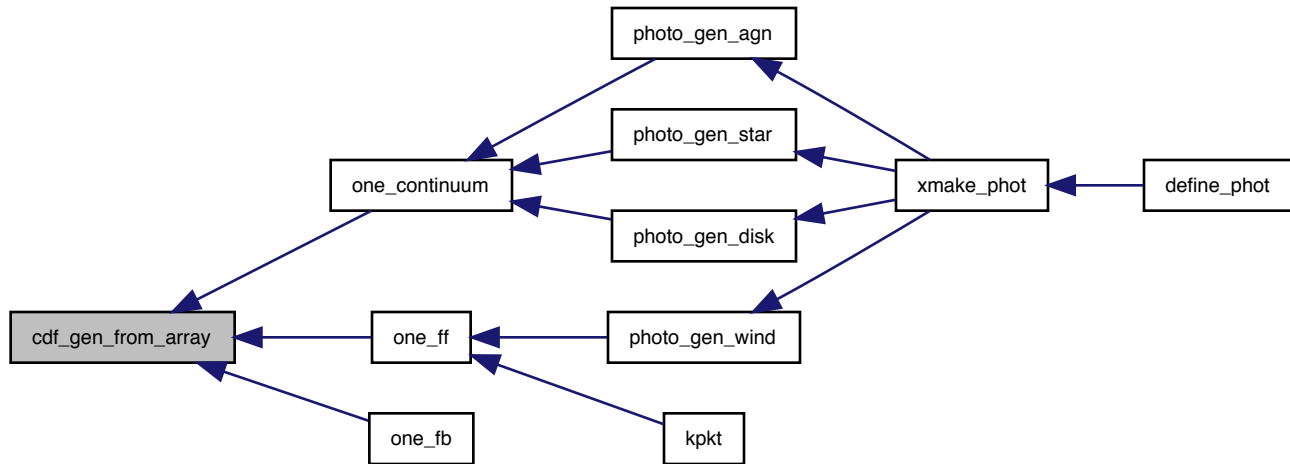 photo_gen_agn
photo_gen_star
one_continuum
xmake_phot
define_phot
photo_gen_disk
cdf_gen_from_array
one_ff
photo_gen_wind
one_fb
kpkt